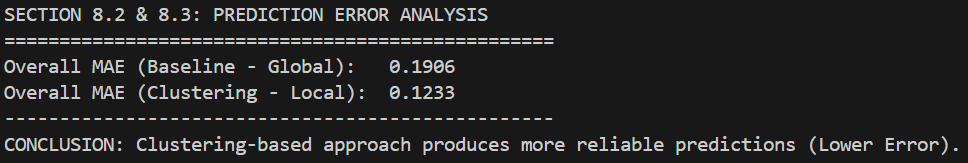 SECTION 8.2 & 8.3: PREDICTION ERROR ANALYSIS
==================================================
Overall MAE (Baseline - Global):   0.1906
Overall MAE (Clustering - Local):  0.1233
--------------------------------------------------
CONCLUSION: Clustering-based approach produces more reliable predictions (Lower Error).